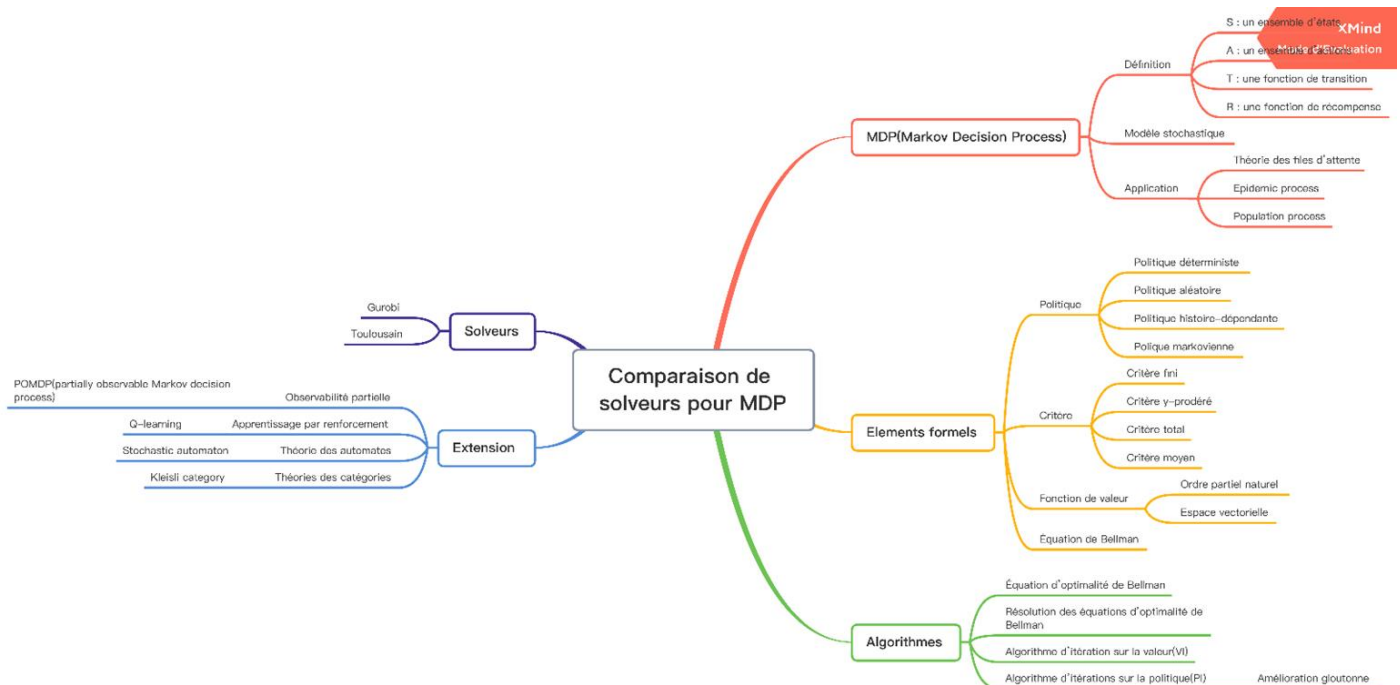 Comparaison de
solveurs pour MDP
MDP(Markov Decision Process)
Définition
S : un ensemble d'états
A : un ensemble d'actions
T : une fonction de transition
R : une fonction de récompense
Modèle stochastique
Application
Théorie des files d'attente
Epidemic process
Population process
XMind
Mode d'Evaluation
Elements formels
Politique
Politique déterministe
Politique aléatoire
Politique histoire-dépendante
Polique markovienne
Critère
Critère fini
Critère y-prodéré
Critère total
Critère moyen
Fonction de valeur
Ordre partiel naturel
Espace vectorielle
Équation de Bellman
Algorithmes
Équation d'optimalité de Bellman
Résolution des équations d'optimalité de
Bellman
Algorithme d'itération sur la valeur(VI)
Algorithme d'itérations sur la politique(PI)
Amélioration gloutonne
Solveurs
Gurobi
Toulousain
Extension
Observabilité partielle
POMDP(partially observable Markov decision
process)
Apprentissage par renforcement
Q-learning
Théorie des automates
Stochastic automaton
Théories des catégories
Kleisli category